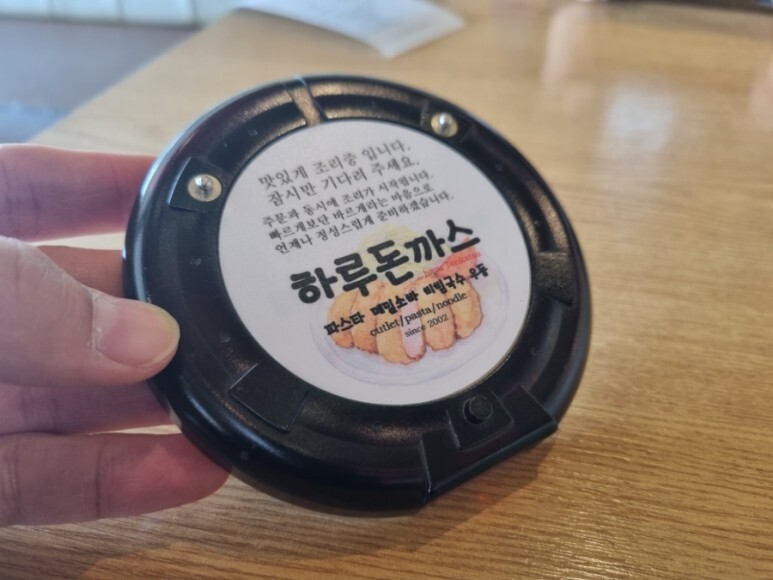 맛있게 조리중 입니다.
잠시만 기다려 주세요.
주문과 동시에 조리가 시작됩니다.
빠르게보단 바르게라는 마음으로
언제나 정성스럽게 준비하겠습니다.
하루돈까스
파스타 메밀소바 비빔국수 우동
cutlet/pasta/noodle
since 2002